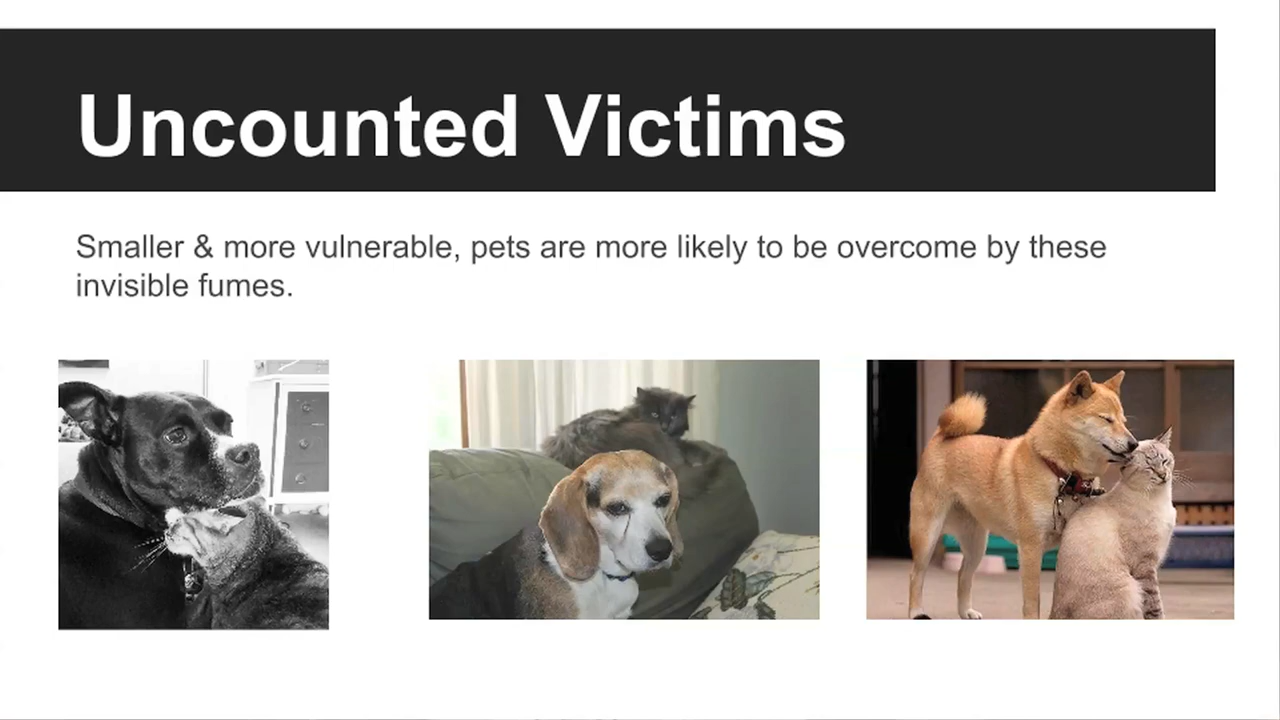 Uncounted Victims
Smaller & more vulnerable, pets are more likely to be overcome by these
invisible fumes.